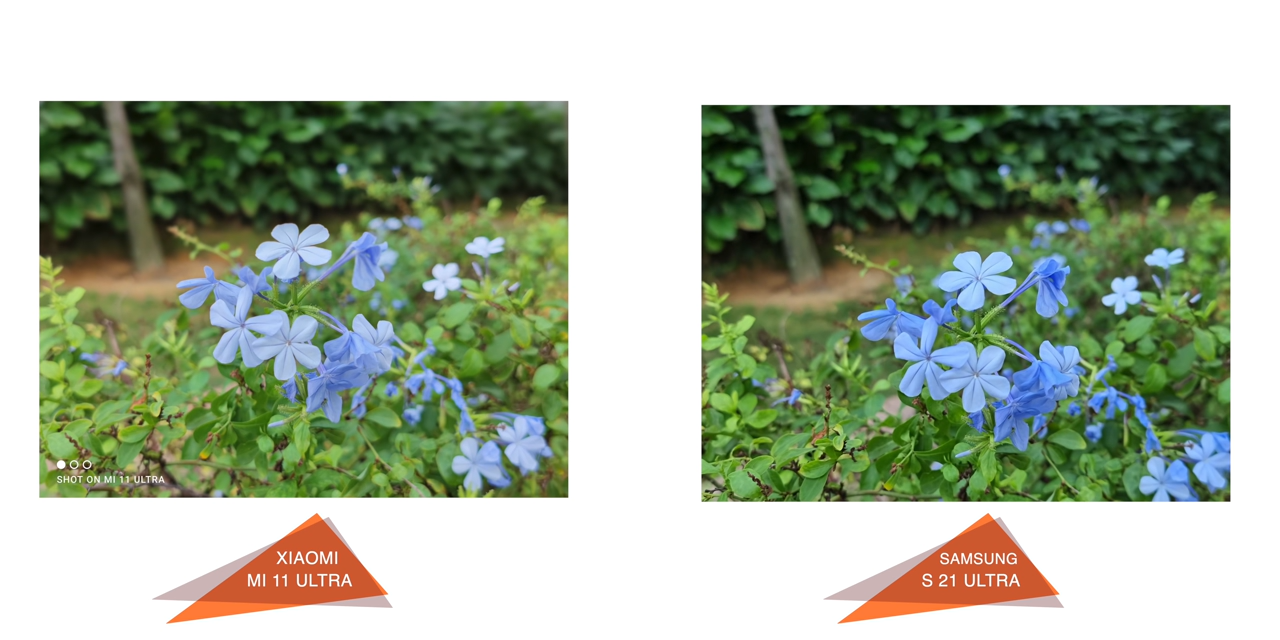 SHOT ON MI 11 ULTRA
XIAOMI
MI 11 ULTRA
SAMSUNG
S 21 ULTRA